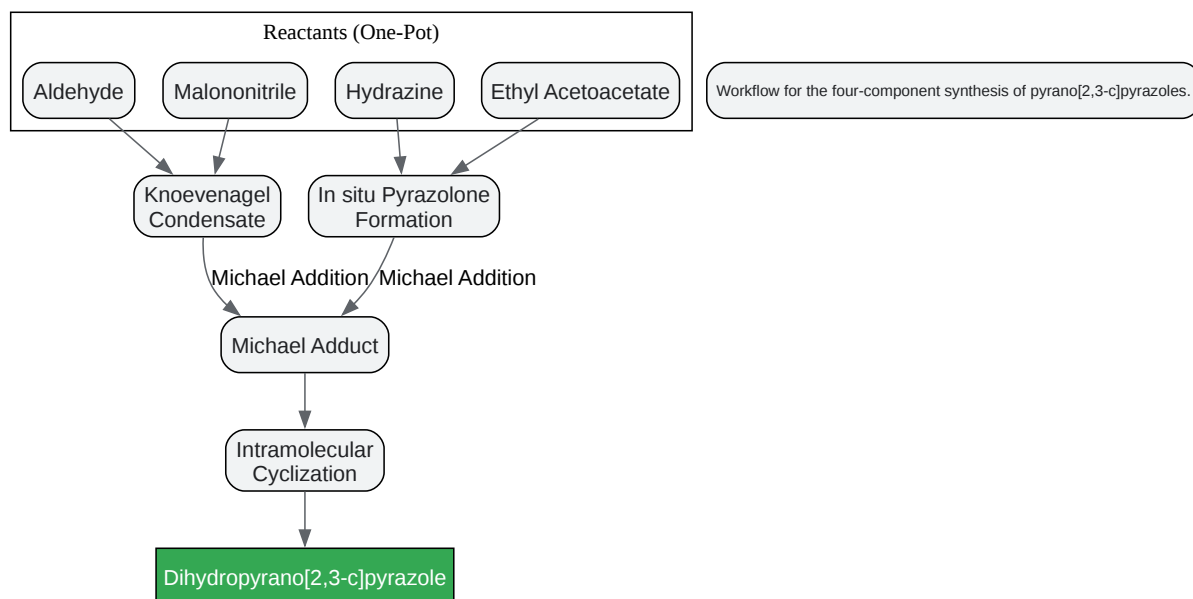 Reactants (One-Pot)
Aldehyde
Malononitrile
Hydrazine
Ethyl Acetoacetate
Workflow for the four-component synthesis of pyrano[2,3-c]pyrazoles.
Knoevenagel
Condensate
In situ Pyrazolone
Formation
Michael Addition
Michael Addition
Michael Adduct
Intramolecular
Cyclization
Dihydropyrano[2,3-c]pyrazole